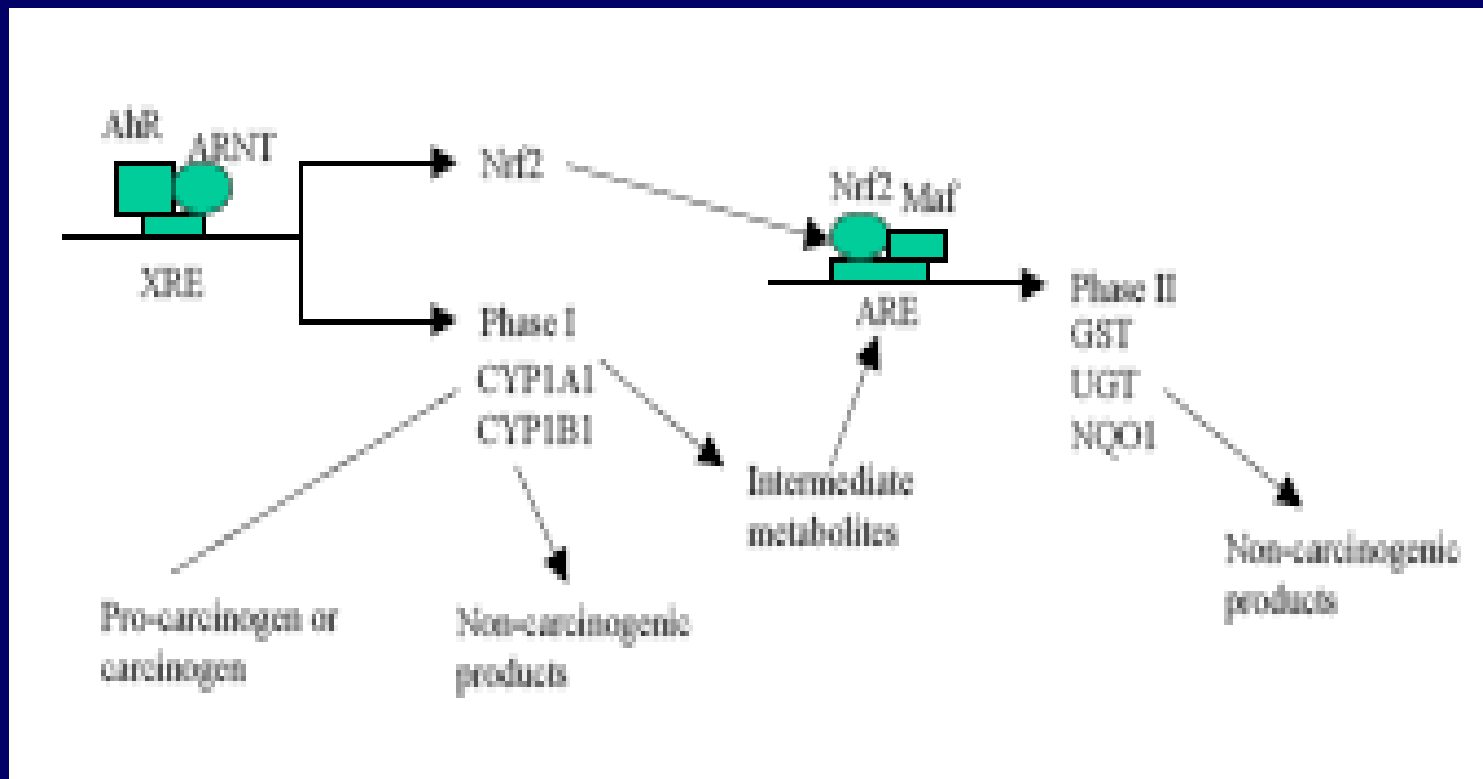 AhR
ARNT
XRE
Nrf2
Phase I
CYP1A1
CYP1B1
Pro-carcinogen or
carcinogen
Non-carcinogenic
products
Intermediate
metabolites
Nrf2
Maf
ARE
Phase II
GST
UGT
NQO1
Non-carcinogenic
products